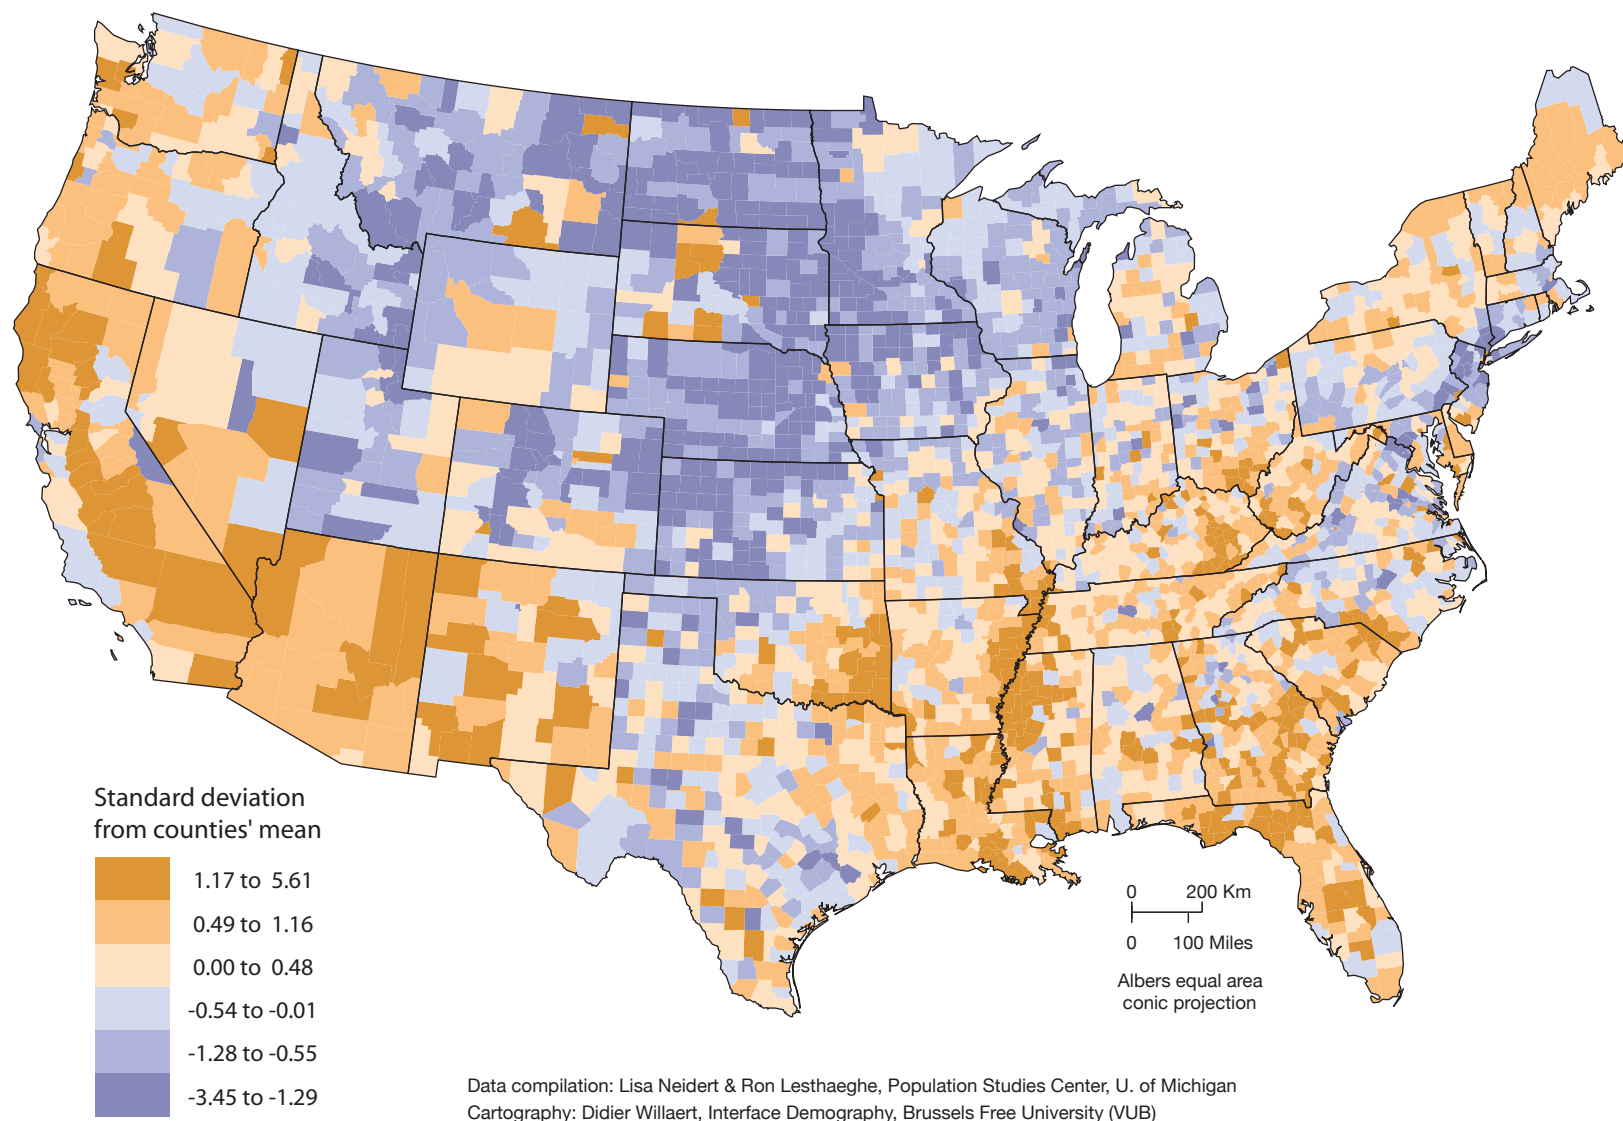 Standard deviation
from counties' mean
1.17 to 5.61
0.49 to 1.16
0.00 to 0.48
-0.54 to -0.01
-1.28 to -0.55
-3.45 to -1.29
0 200 Km
0 100 Miles
Albers equal area
conic projection
Data compilation: Lisa Neidert & Ron Lesthaeghe, Population Studies Center, U. of Michigan
Cartography: Didier Willaert, Interface Demography, Brussels Free University (VUB)